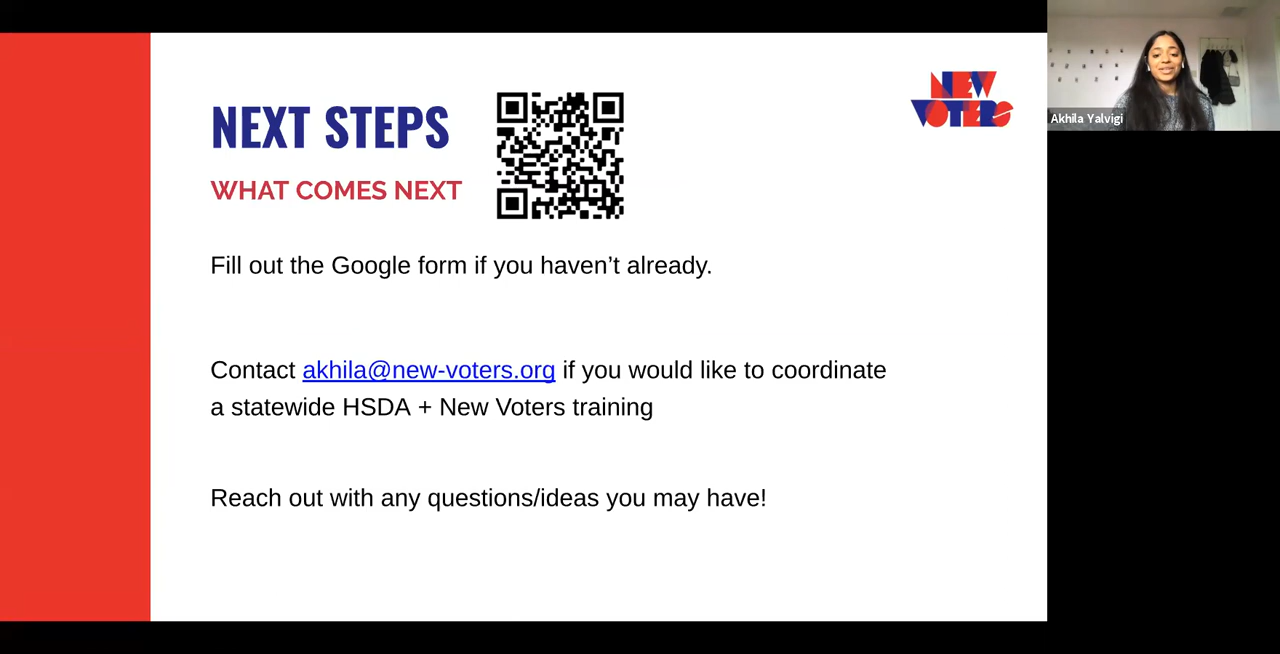 NEXT STEPS
WHAT COMES NEXT
NEW
VOTERS
Akhila Yalvigi
Fill out the Google form if you haven’t already.
Contact akhila@new-voters.org if you would like to coordinate
a statewide HSDA + New Voters training
Reach out with any questions/ideas you may have!